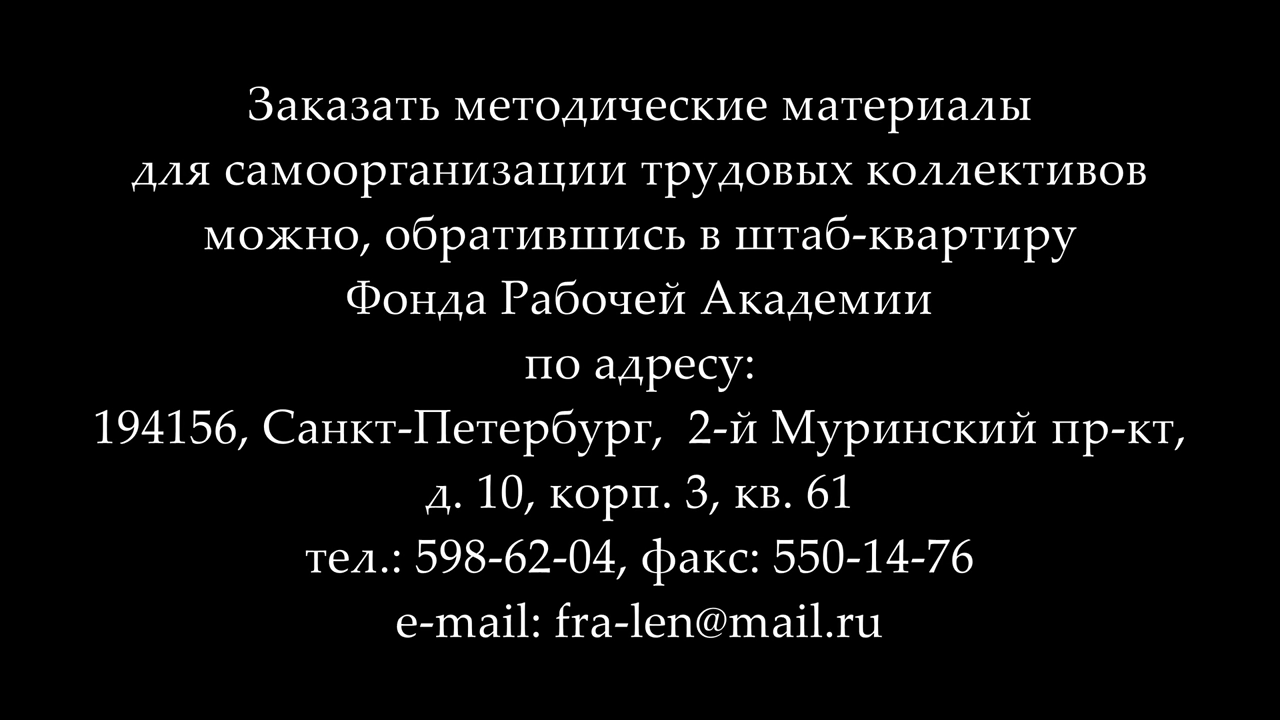 Заказать методические материалы
для самоорганизации трудовых коллективов
можно, обратившись в штаб-квартиру
Фонда Рабочей Академии
по адресу:
194156, Санкт-Петербург,  2-й Муринский пр-кт,
д. 10, корп. 3, кв. 61
тел.: 598-62-04, факс: 550-14-76
e-mail: fra-len@mail.ru